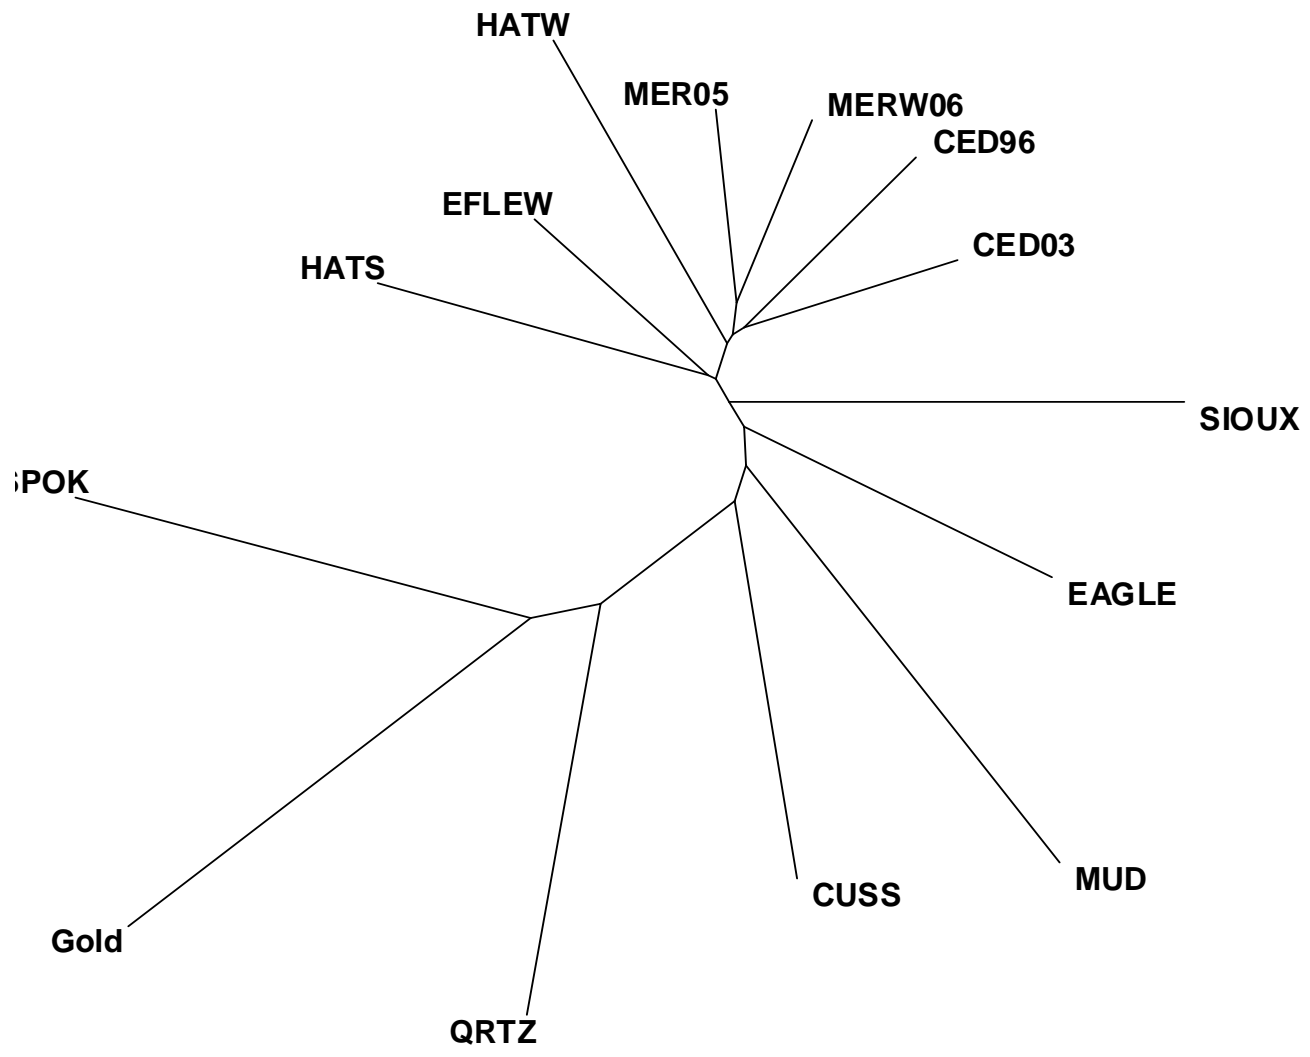 HATW
MER05
MERW06
CED96
EFLEW
CED03
HATS
SIOUX
POK
EAGLE
MUD
CUSS
Gold
QRTZ